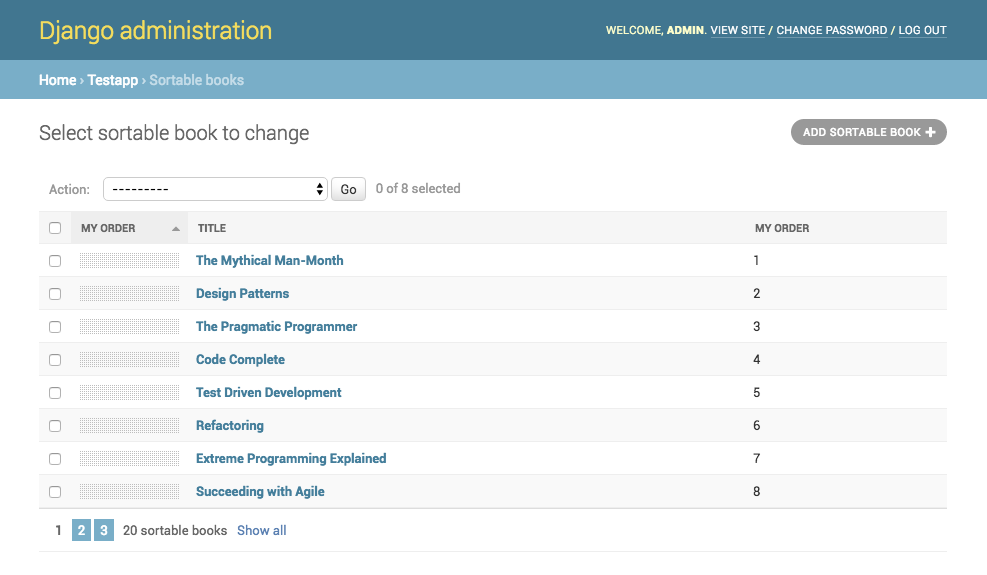 Django administration
WELCOME, ADMIN. VIEW SITE / CHANGE PASSWORD / LOG OUT
Home › Testapp › Sortable books
Select sortable book to change
ADD SORTABLE BOOK +
Action: --------- Go 0 of 8 selected
MY ORDER TITLE MY ORDER
The Mythical Man-Month 1
Design Patterns 2
The Pragmatic Programmer 3
Code Complete 4
Test Driven Development 5
Refactoring 6
Extreme Programming Explained 7
Succeeding with Agile 8
1 2 3 20 sortable books Show all